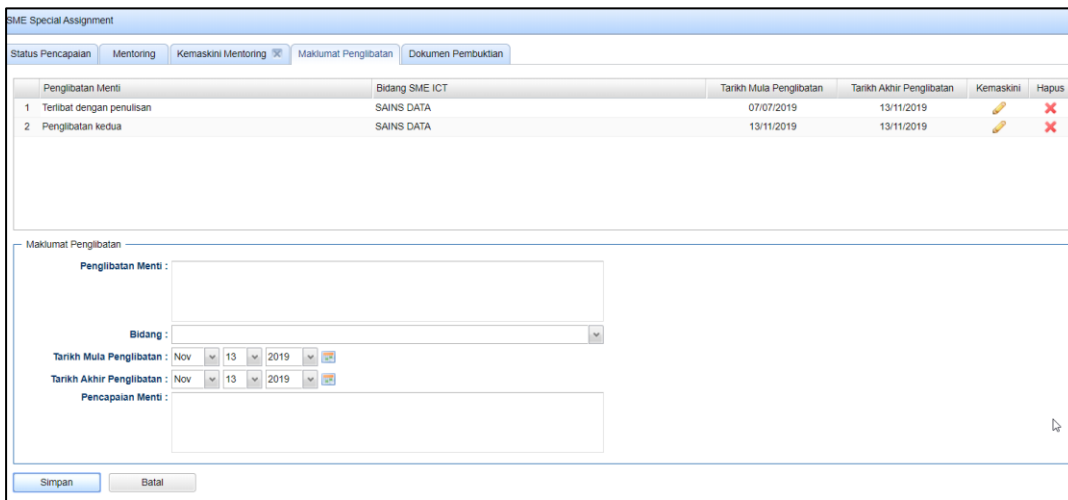 SME Special Assignment
Status Pencapaian Mentoring Kemaskini Mentoring Maklumat Penglibatan Dokumen Pembuktian
Penglibatan Menti Bidang SME ICT Tarikh Mula Penglibatan Tarikh Akhir Penglibatan Kemaskini Hapus
1 Terlibat dengan penulisan SAINS DATA 07/07/2019 13/11/2019
2 Penglibatan kedua SAINS DATA 13/11/2019 13/11/2019
Maklumat Penglibatan
Penglibatan Menti :
Bidang :
Tarikh Mula Penglibatan : Nov 13 2019
Tarikh Akhir Penglibatan : Nov 13 2019
Pencapaian Menti :
Simpan Batal